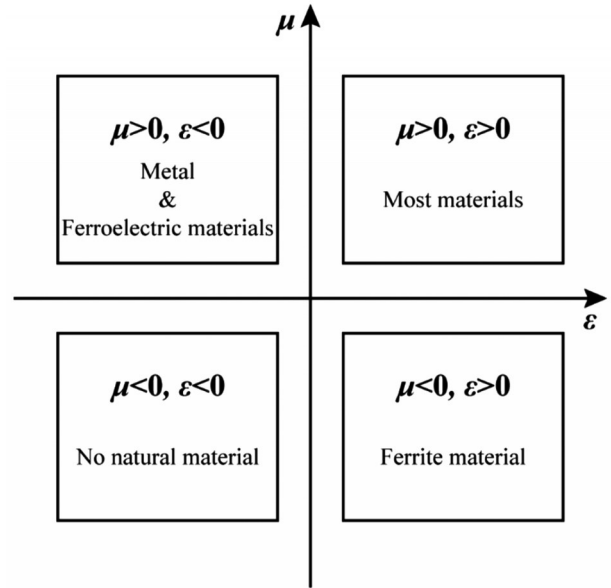 μ
μ>0, ε<0
Metal
&
Ferroelectric materials
μ>0, ε>0
Most materials
ε
μ<0, ε<0
No natural material
μ<0, ε>0
Ferrite material